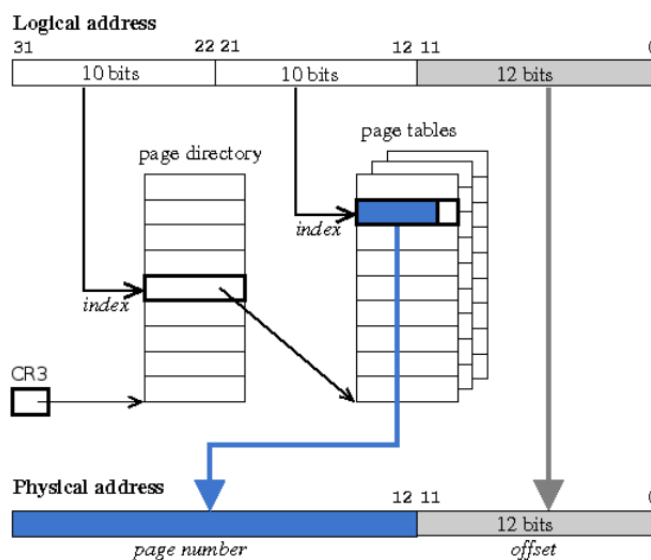 Logical address
31 22 21 12 11
10 bits 10 bits 12 bits
page tables
page directory
index
index
CR3
Physical address
12 11
12 bits
page number offset